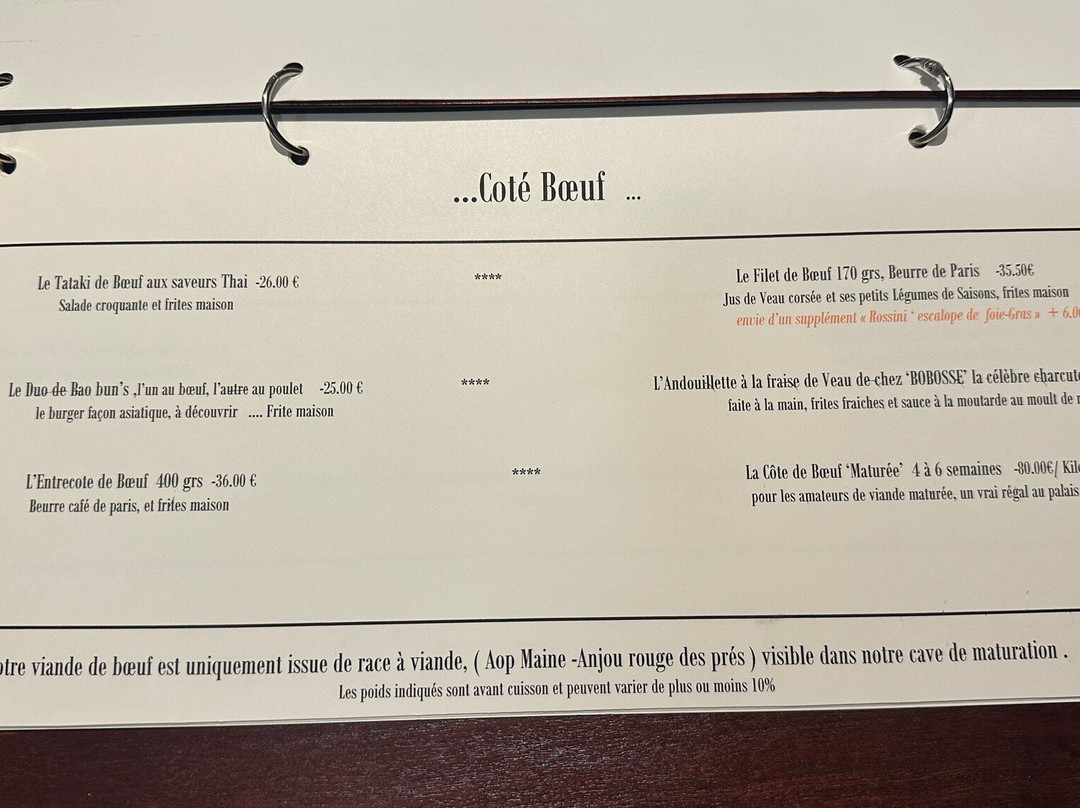 ...Coté Bœuf ...
Le Tataki de Bœuf aux saveurs Thai -26.00 €
Salade croquante et frites maison
****
Le Filet de Bœuf 170 grs, Beurre de Paris -35.50€
Jus de Veau corsée et ses petits Légumes de Saisons, frites maison
envie d'un supplément « Rossini ‘ escalope de foie-Gras » + 6.0
Le Duo de Bao bun's ,l'un au bœuf, l'autre au poulet -25.00 €
le burger façon asiatique, à découvrir .... Frite maison
****
L'Andouillette à la fraise de Veau de chez ‘BOBOSSE’ la célèbre charcut
faite à la main, frites fraiches et sauce à la moutarde au moult de
L'Entrecote de Bœuf 400 grs -36.00 €
Beurre café de paris, et frites maison
****
La Côte de Bœuf ‘Maturée’ 4 à 6 semaines -80.00€/ Kil
pour les amateurs de viande maturée, un vrai régal au palais
otre viande de bœuf est uniquement issue de race à viande, ( Aop Maine -Anjou rouge des prés ) visible dans notre cave de maturation .
Les poids indiqués sont avant cuisson et peuvent varier de plus ou moins 10%